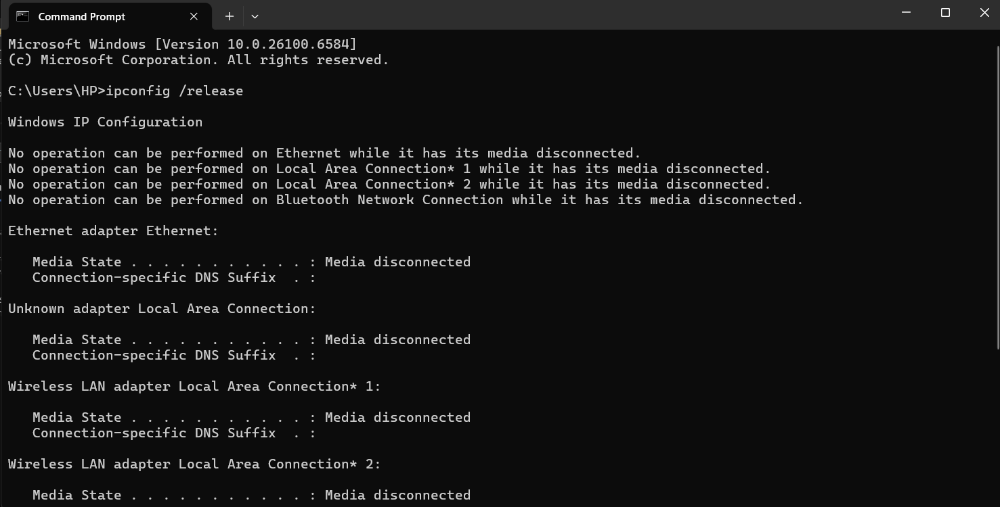 Command Prompt
Microsoft Windows [Version 10.0.26100.6584]
(c) Microsoft Corporation. All rights reserved.
C:\Users\HP>ipconfig /release
Windows IP Configuration
No operation can be performed on Ethernet while it has its media disconnected.
No operation can be performed on Local Area Connection* 1 while it has its media disconnected.
No operation can be performed on Local Area Connection* 2 while it has its media disconnected.
No operation can be performed on Bluetooth Network Connection while it has its media disconnected.
Ethernet adapter Ethernet:
   Media State . . . . . . . . . . . : Media disconnected
   Connection-specific DNS Suffix  . :
Unknown adapter Local Area Connection:
   Media State . . . . . . . . . . . : Media disconnected
   Connection-specific DNS Suffix  . :
Wireless LAN adapter Local Area Connection* 1:
   Media State . . . . . . . . . . . : Media disconnected
   Connection-specific DNS Suffix  . :
Wireless LAN adapter Local Area Connection* 2:
   Media State . . . . . . . . . . . : Media disconnected